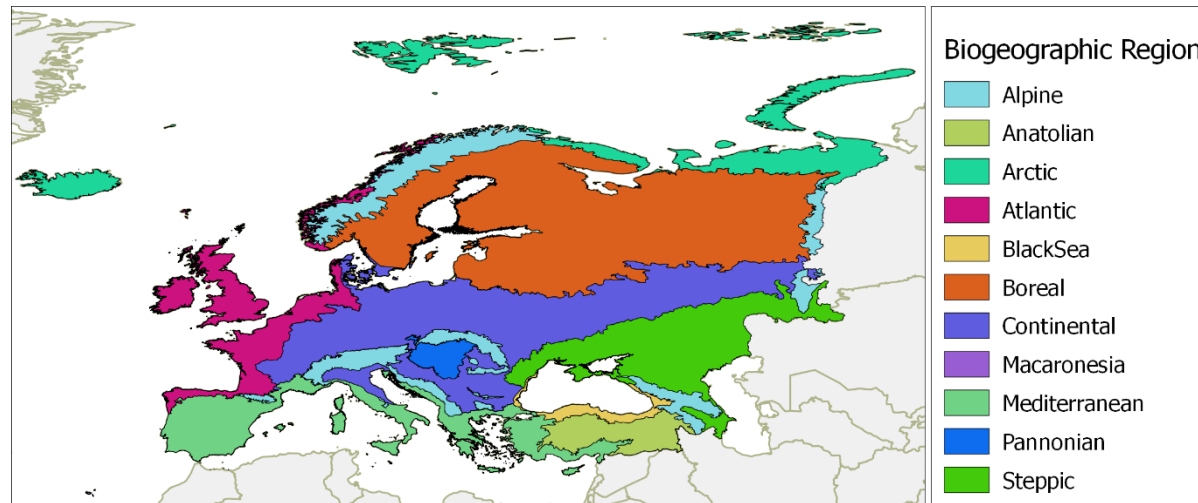 Biogeographic Region
Alpine
Anatolian
Arctic
Atlantic
BlackSea
Boreal
Continental
Macaronesia
Mediterranean
Pannonian
Steppic